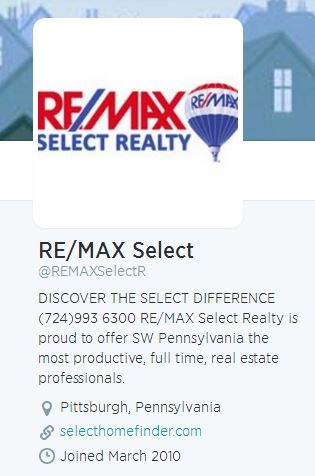 RE/MAX
RE/MAX
SELECT REALTY
RE/MAX Select
@REMAXSelectR
DISCOVER THE SELECT DIFFERENCE
(724)993 6300 RE/MAX Select Realty is
proud to offer SW Pennsylvania the
most productive, full time, real estate
professionals.
Pittsburgh, Pennsylvania
selecthomefinder.com
Joined March 2010